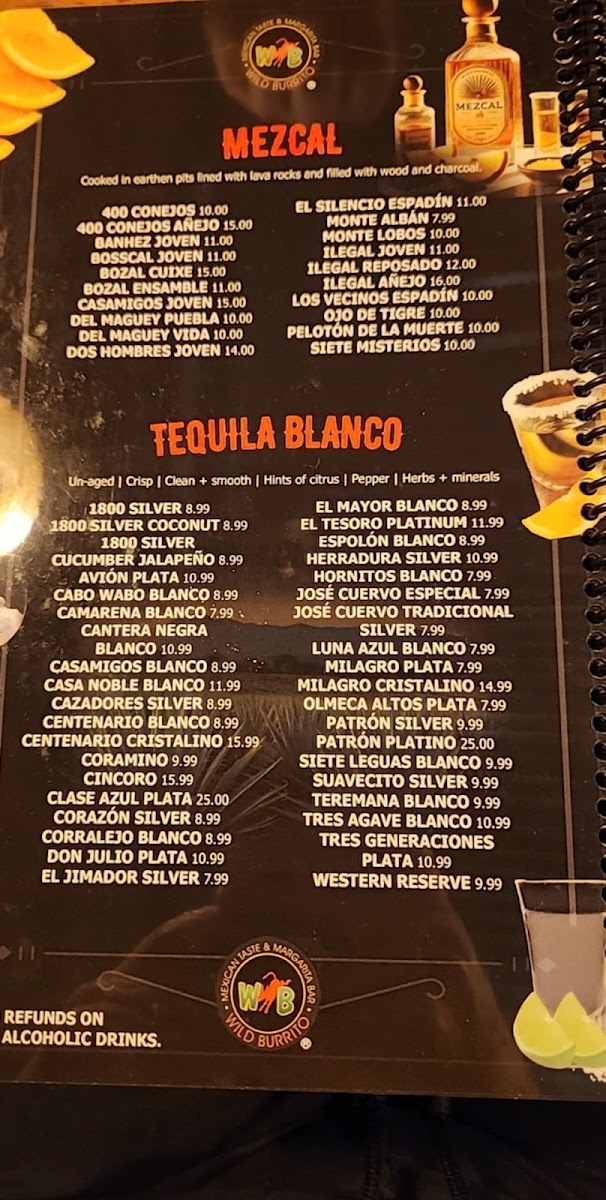 MEXICAN TASTE & MARGARITA BAR
WB
WILD BURRITO
®
MEZCAL
MEZCAL
Cooked in earthen pits lined with lava rocks and filled with wood and charcoal.
400 CONEJOS 10.00
400 CONEJOS AÑEJO 15.00
BANHEZ JOVEN 11.00
BOSSCAL JOVEN 11.00
BOZAL CUIXE 15.00
BOZAL ENSAMBLE 11.00
CASAMIGOS JOVEN 15.00
DEL MAGUEY PUEBLA 10.00
DEL MAGUEY VIDA 10.00
DOS HOMBRES JOVEN 14.00
EL SILENCIO ESPADÍN 11.00
MONTE ALBÁN 7.99
MONTE LOBOS 10.00
ILEGAL JOVEN 11.00
ILEGAL REPOSADO 12.00
ILEGAL AÑEJO 16.00
LOS VECINOS ESPADÍN 10.00
OJO DE TIGRE 10.00
PELOTÓN DE LA MUERTE 10.00
SIETE MISTERIOS 10.00
TEQUILA BLANCO
Un-aged | Crisp | Clean + smooth | Hints of citrus | Pepper | Herbs + minerals
1800 SILVER 8.99
1800 SILVER COCONUT 8.99
1800 SILVER
CUCUMBER JALAPEÑO 8.99
AVIÓN PLATA 10.99
CABO WABO BLANCO 8.99
CAMARENA BLANCO 7.99
CANTERA NEGRA
BLANCO 10.99
CASAMIGOS BLANCO 8.99
CASA NOBLE BLANCO 11.99
CAZADORES SILVER 8.99
CENTENARIO BLANCO 8.99
CENTENARIO CRISTALINO 15.99
CORAMINO 9.99
CINCORO 15.99
CLASE AZUL PLATA 25.00
CORAZÓN SILVER 8.99
CORRALEJO BLANCO 8.99
DON JULIO PLATA 10.99
EL JIMADOR SILVER 7.99
EL MAYOR BLANCO 8.99
EL TESORO PLATINUM 11.99
ESPOLÓN BLANCO 8.99
HERRADURA SILVER 10.99
HORNITOS BLANCO 7.99
JOSÉ CUERVO ESPECIAL 7.99
JOSÉ CUERVO TRADICIONAL
SILVER 7.99
LUNA AZUL BLANCO 7.99
MILAGRO PLATA 7.99
MILAGRO CRISTALINO 14.99
OLMECA ALTOS PLATA 7.99
PATRÓN SILVER 9.99
PATRÓN PLATINO 25.00
SIETE LEGUAS BLANCO 9.99
SUAVECITO SILVER 9.99
TEREMANA BLANCO 9.99
TRES AGAVE BLANCO 10.99
TRES GENERACIONES
PLATA 10.99
WESTERN RESERVE 9.99
MEXICAN TASTE & MARGARITA BAR
WB
WILD BURRITO
®
REFUNDS ON
ALCOHOLIC DRINKS.